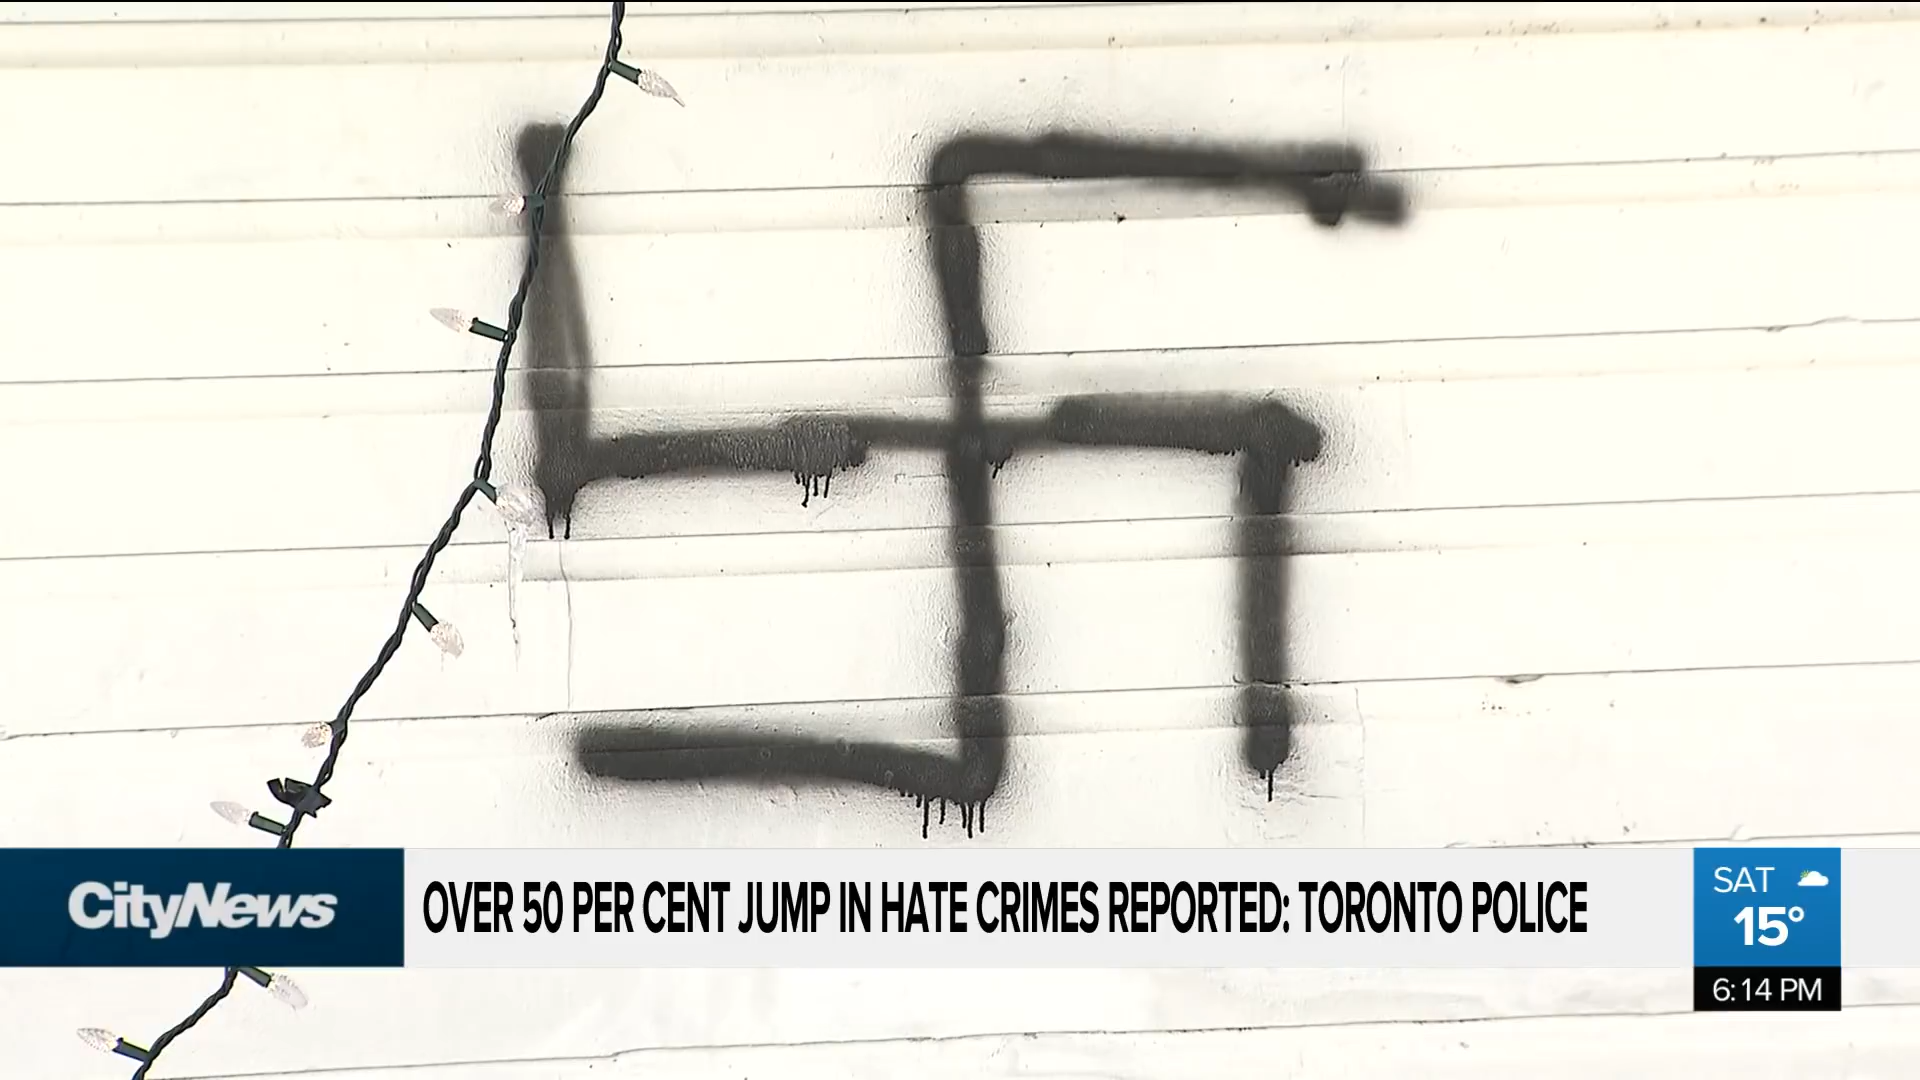 CityNews
OVER 50 PER CENT JUMP IN HATE CRIMES REPORTED: TORONTO POLICE
SAT
15°
6:14 PM